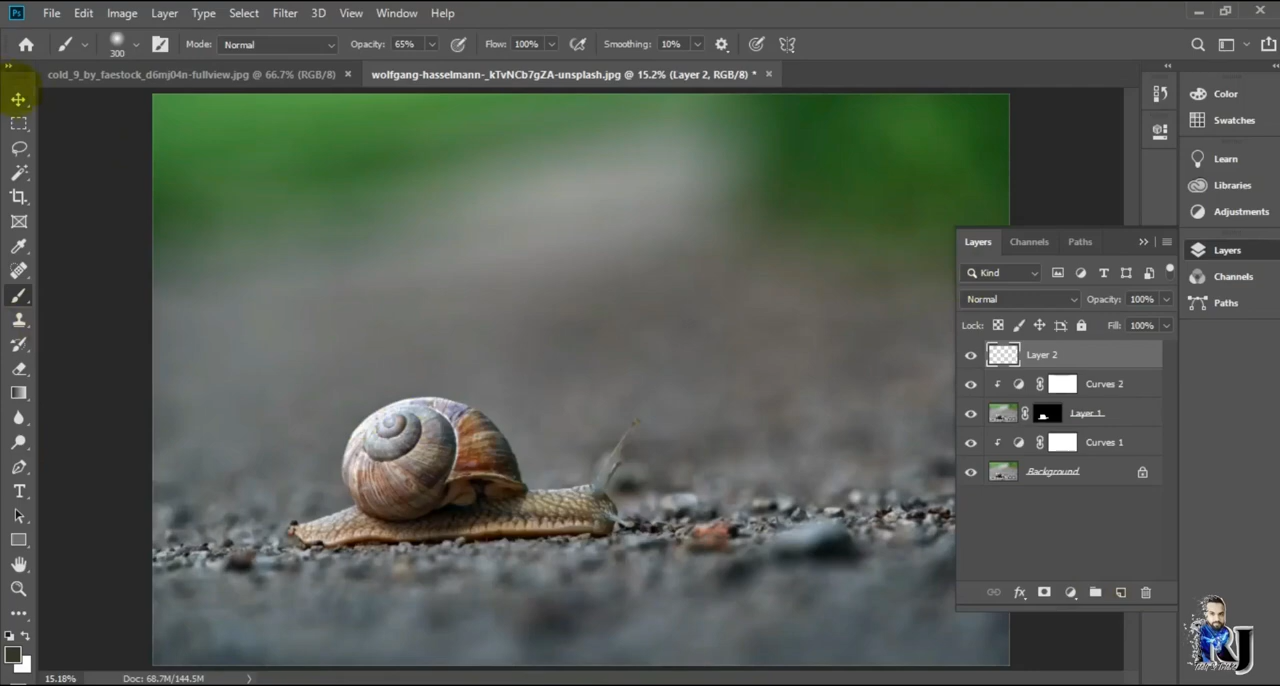 Ps File Edit Image Layer Type Select Filter 3D View Window Help
300 Mode: Normal Opacity: 65% Flow: 100% Smoothing: 10%
cold_9_by_faestock_d6mj04n-fullview.jpg @ 66.7% (RGB/8) × wolfgang-hasselmann-_kTvNCb7gZA-unsplash.jpg @ 15.2% (Layer 2, RGB/8) * ×
Color
Swatches
Learn
Libraries
Adjustments
Layers
Channels
Paths
Layers Channels Paths
Kind
Normal Opacity: 100%
Lock: Fill: 100%
Layer 2
Curves 2
Layer 1
Curves 1
Background
fx
15.18% Doc: 68.7M/144.5M